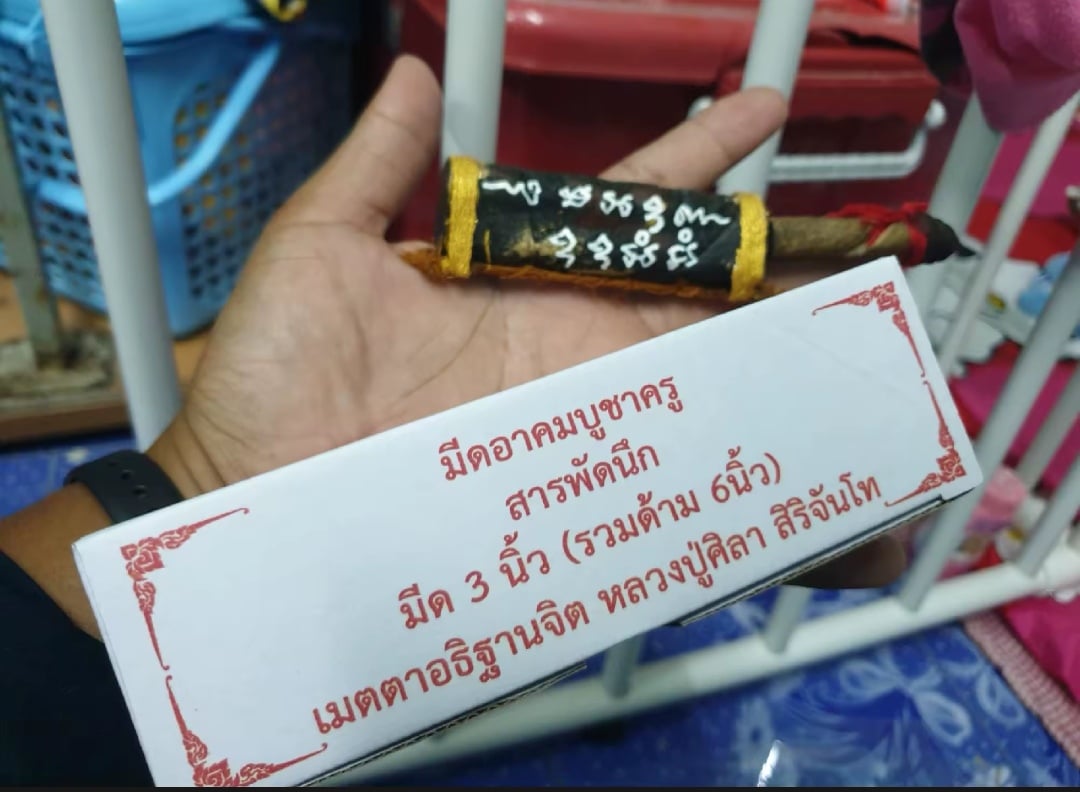 มีดอาคมบูชาครู
สารพัดนึก
มีด 3 นิ้ว (รวมด้าม 6นิ้ว)
เมตตาอธิฐานจิต หลวงปู่ศิลา สิริจันโท